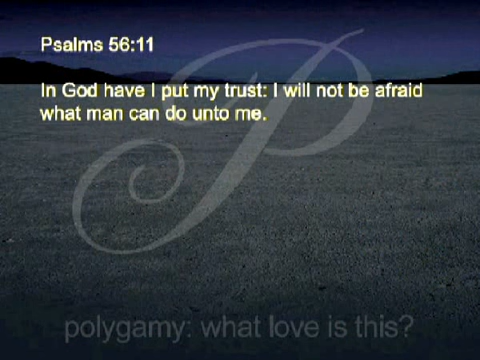 Psalms 56:11
In God have I put my trust: I will not be afraid
what man can do unto me.
P
polygamy: what love is this?